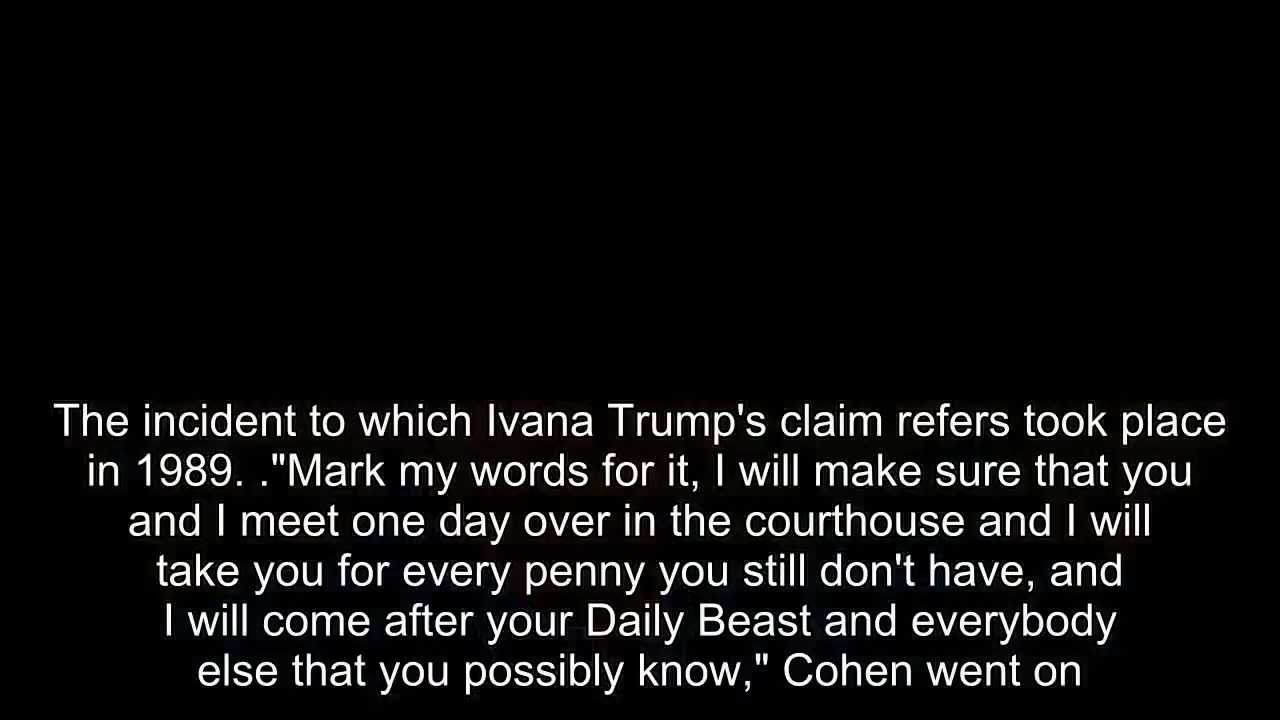 The incident to which Ivana Trump's claim refers took place
in 1989. ."Mark my words for it, I will make sure that you
and I meet one day over in the courthouse and I will
take you for every penny you still don't have, and
I will come after your Daily Beast and everybody
else that you possibly know," Cohen went on